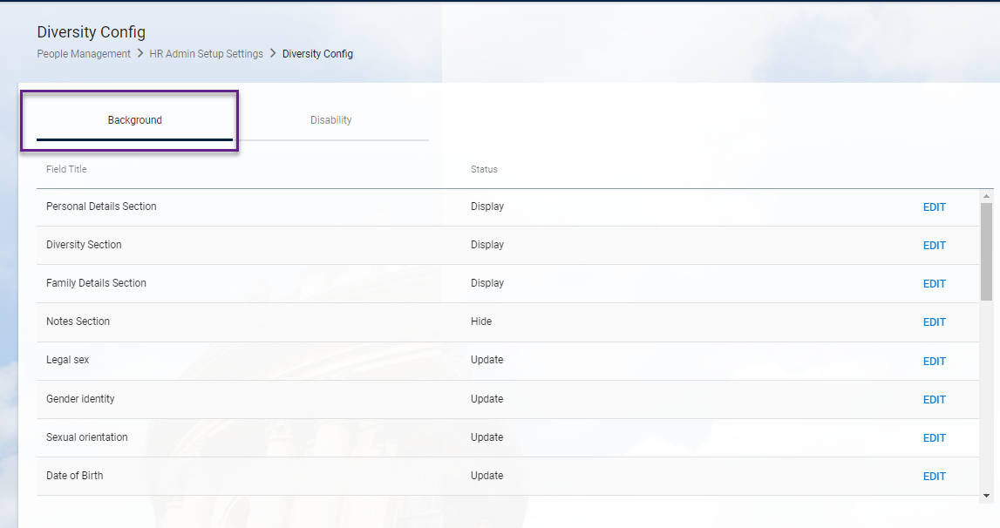 Diversity Config
People Management > HR Admin Setup Settings > Diversity Config
Background Disability
Field Title Status
Personal Details Section Display EDIT
Diversity Section Display EDIT
Family Details Section Display EDIT
Notes Section Hide EDIT
Legal sex Update EDIT
Gender identity Update EDIT
Sexual orientation Update EDIT
Date of Birth Update EDIT